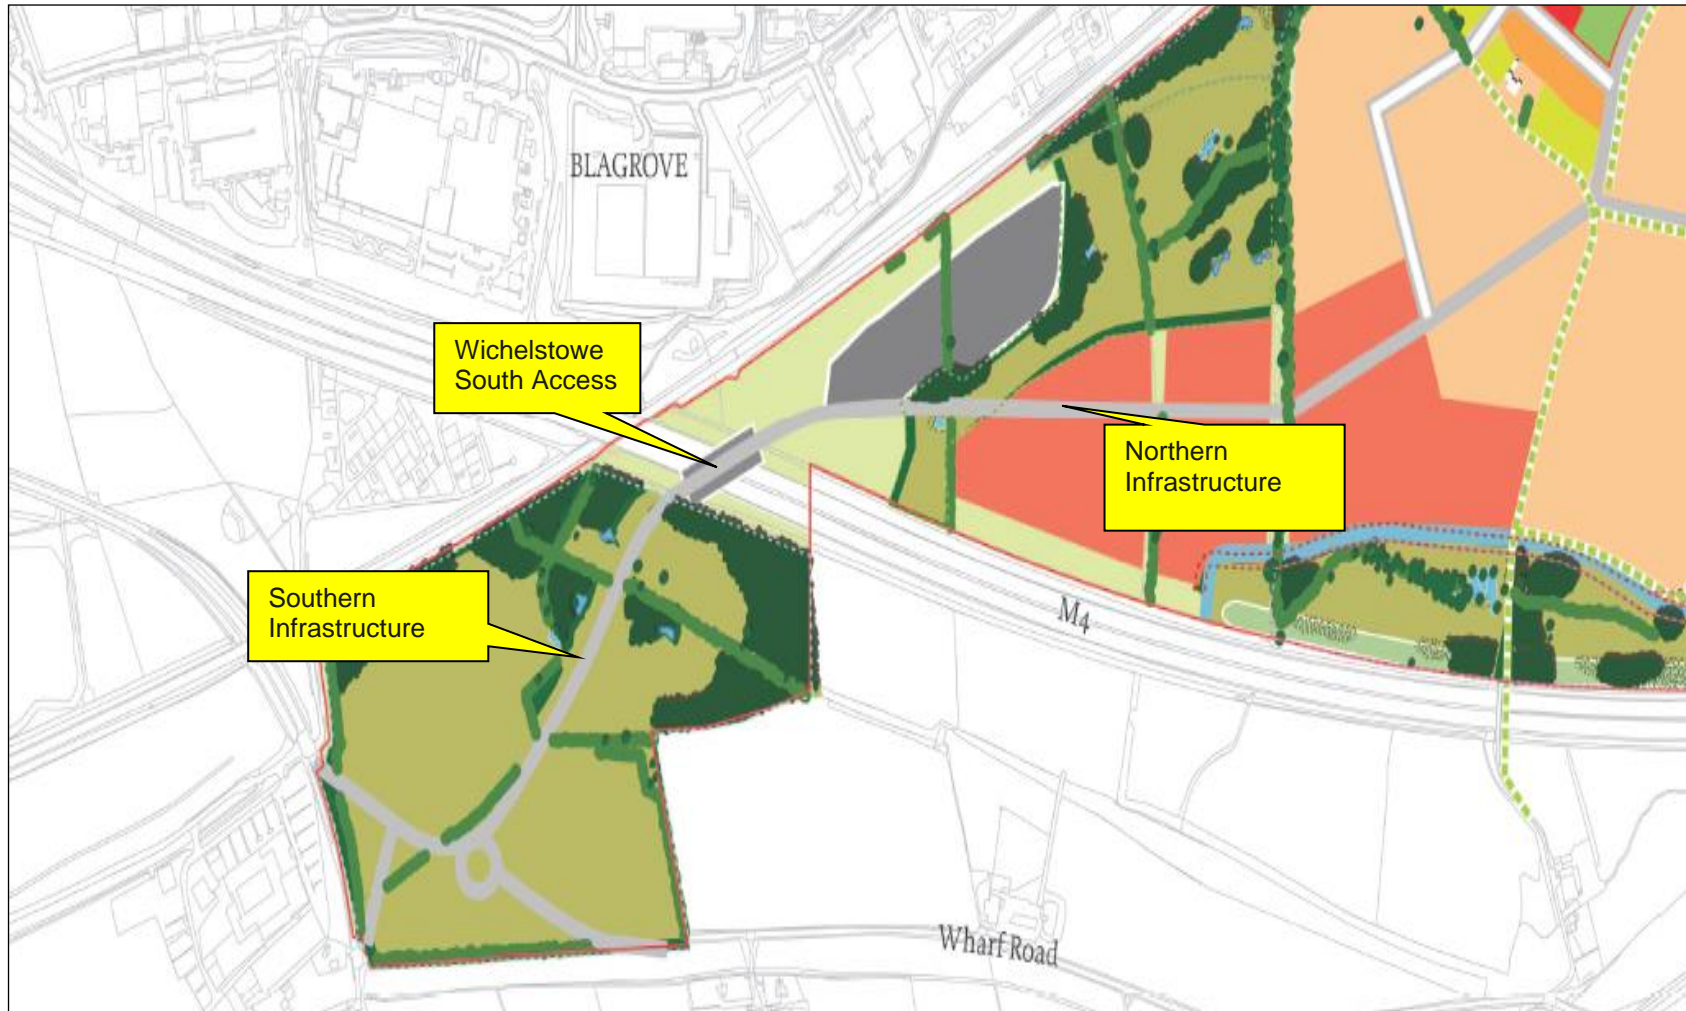 BLAGROVE
Wichelstowe
South Access
Northern
Infrastructure
Southern
Infrastructure
M4
Wharf Road